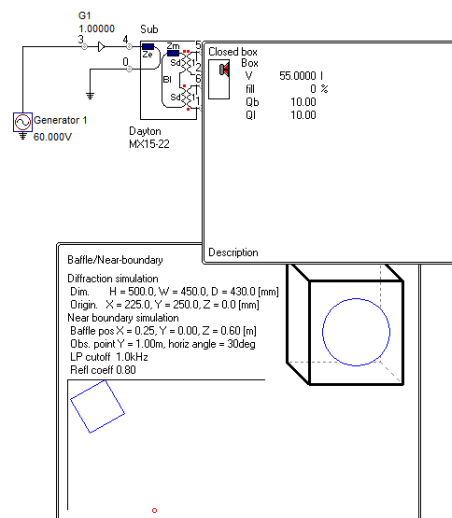 G1
1.00000
3
4
0
Sub
Ze
Zm
Sd
Bl
Sd
5
1
2
6
1
1
Generator 1
60.000V
Dayton
MX15-22
Closed box
Box
V 55.0000 l
fill 0 %
Qb 10.00
Ql 10.00
Description
Baffle/Near-boundary
Diffraction simulation
Dim. H = 500.0, W = 450.0, D = 430.0 [mm]
Origin. X = 225.0, Y = 250.0, Z = 0.0 [mm]
Near boundary simulation
Baffle pos X = 0.25, Y = 0.00, Z = 0.60 [m]
Obs. point Y = 1.00m, horiz angle = 30deg
LP cutoff 1.0kHz
Refl coeff 0.80